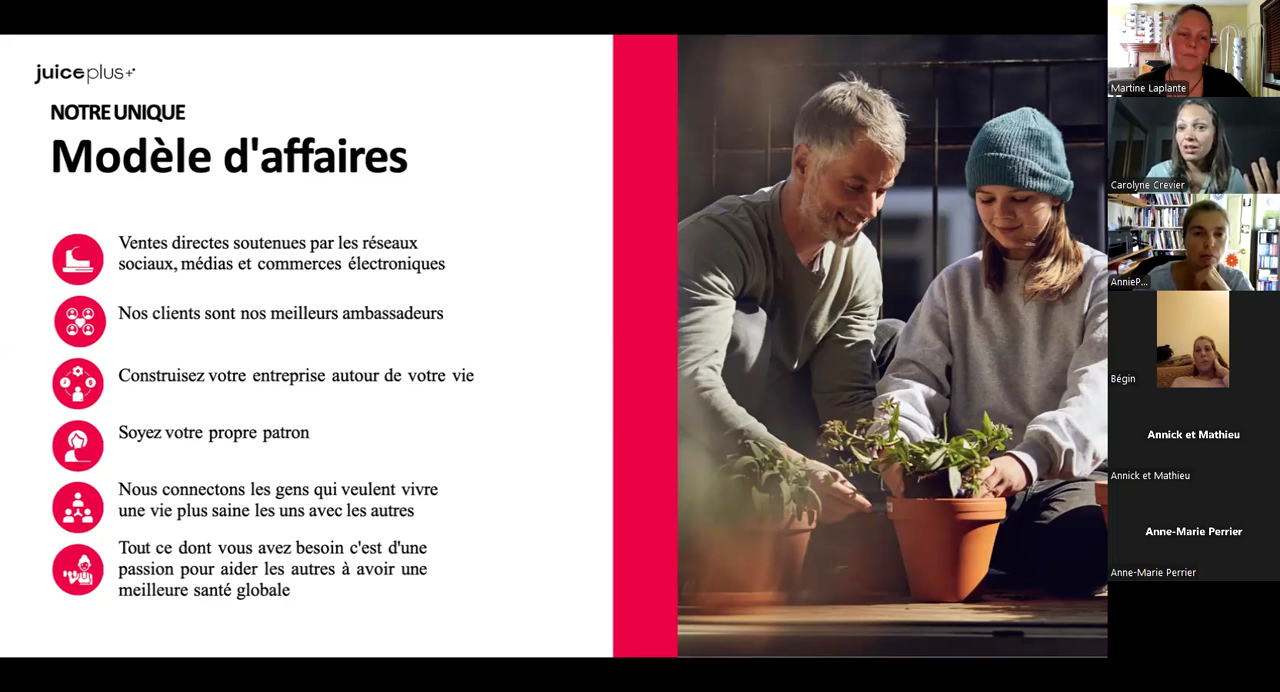 juiceplus+
NOTRE UNIQUE
Modèle d'affaires
Ventes directes soutenues par les réseaux
sociaux, médias et commerces électroniques
Nos clients sont nos meilleurs ambassadeurs
Construisez votre entreprise autour de votre vie
Soyez votre propre patron
Nous connectons les gens qui veulent vivre
une vie plus saine les uns avec les autres
Tout ce dont vous avez besoin c'est d'une
passion pour aider les autres à avoir une
meilleure santé globale
Martine Laplante
Carolyne Crevier
AnnieP...
Bégin
Annick et Mathieu
Annick et Mathieu
Anne-Marie Perrier
Anne-Marie Perrier